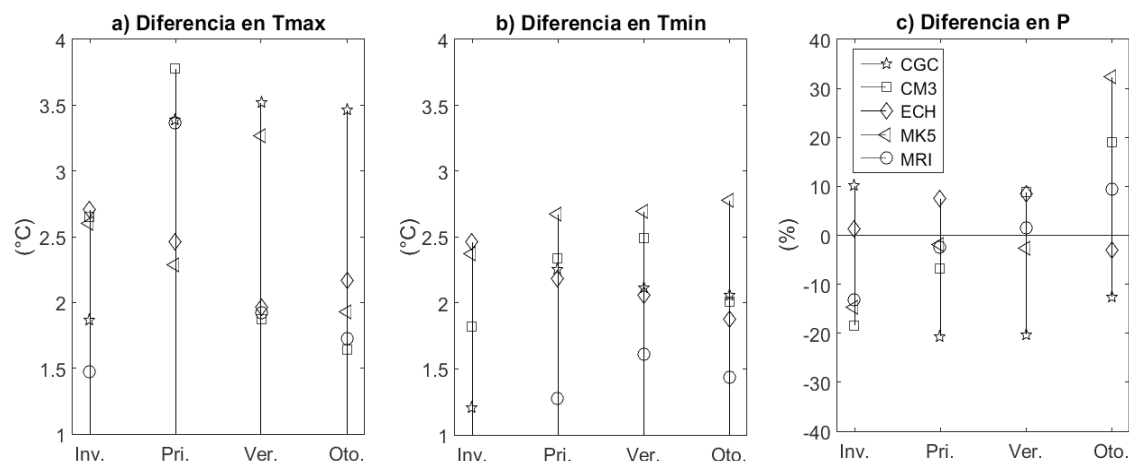 a) Diferencia en Tmax
4
3.5
3
2.5
2
1.5
1
(°C)
Inv.
Pri.
Ver.
Oto.
b) Diferencia en Tmin
4
3.5
3
2.5
2
1.5
1
(°C)
Inv.
Pri.
Ver.
Oto.
c) Diferencia en P
40
30
20
10
0
-10
-20
-30
-40
(%)
CGC
CM3
ECH
MK5
MRI
Inv.
Pri.
Ver.
Oto.